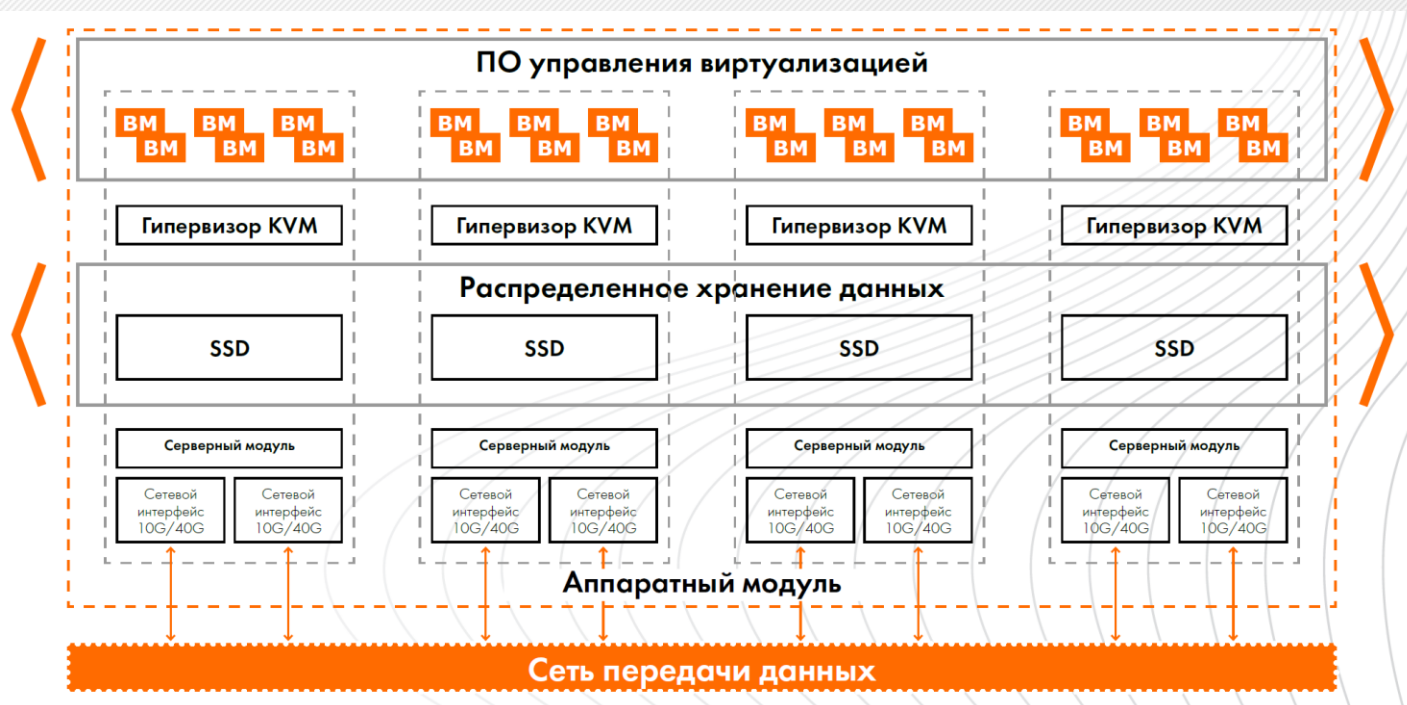 ПО управления виртуализацией
ВМ ВМ ВМ ВМ ВМ ВМ ВМ ВМ ВМ ВМ ВМ ВМ
ВМ ВМ ВМ ВМ ВМ ВМ ВМ ВМ ВМ ВМ ВМ ВМ
Гипервизор KVM Гипервизор KVM Гипервизор KVM Гипервизор KVM
Распределенное хранение данных
SSD SSD SSD SSD
Серверный модуль Серверный модуль Серверный модуль Серверный модуль
Сетевой Сетевой Сетевой Сетевой Сетевой Сетевой Сетевой Сетевой
интерфейс интерфейс интерфейс интерфейс интерфейс интерфейс интерфейс интерфейс
10G/40G 10G/40G 10G/40G 10G/40G 10G/40G 10G/40G 10G/40G 10G/40G
Аппаратный модуль
Сеть передачи данных